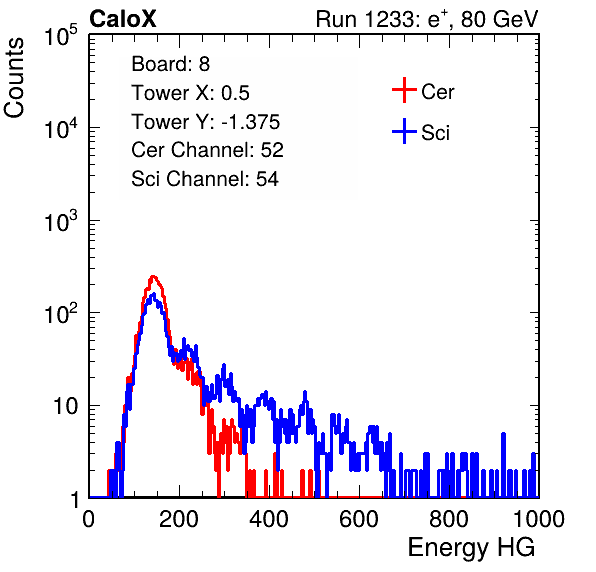 CaloX Run 1233: e⁺, 80 GeV
Board: 8
Tower X: 0.5
Tower Y: -1.375
Cer Channel: 52
Sci Channel: 54
Cer
Sci
Counts
10⁵
10⁴
10³
10²
10
1
0 200 400 600 800 1000
Energy HG